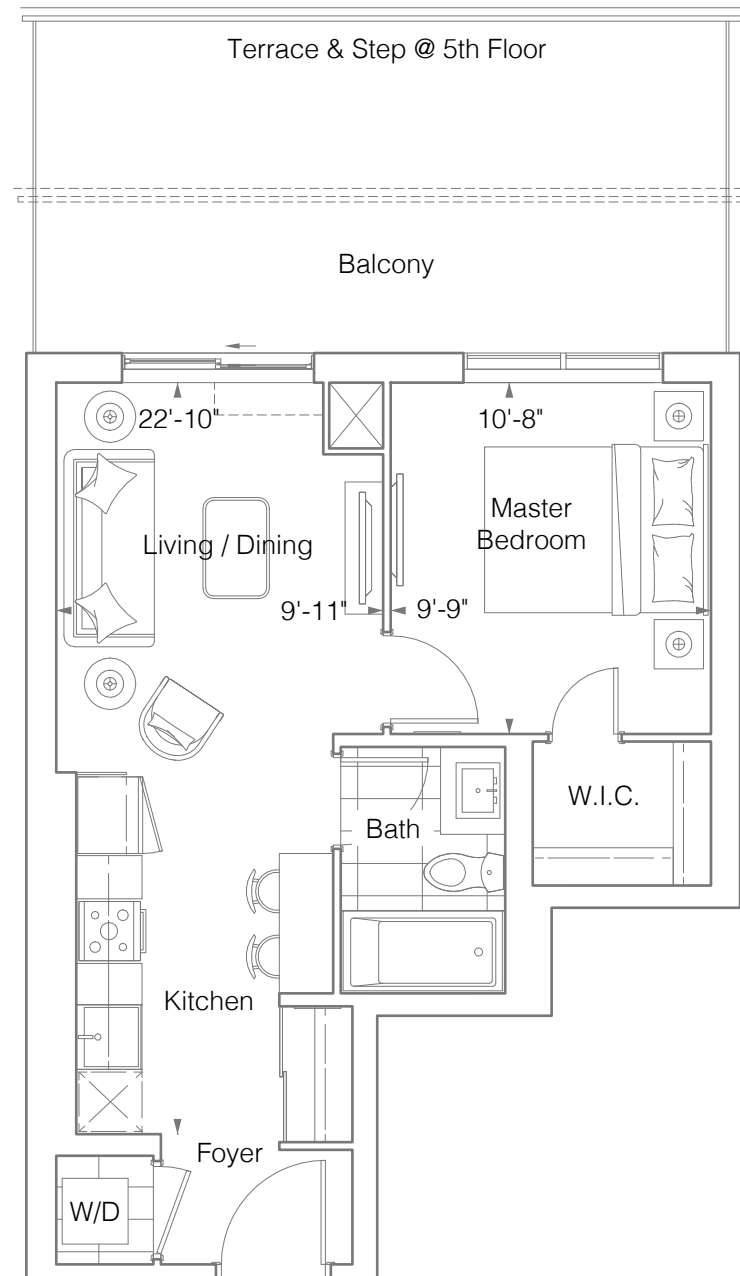 Terrace & Step @ 5th Floor
Balcony
22'-10"
10'-8"
Living / Dining
Master
Bedroom
9'-11"
9'-9"
W.I.C.
Bath
Kitchen
Foyer
W/D